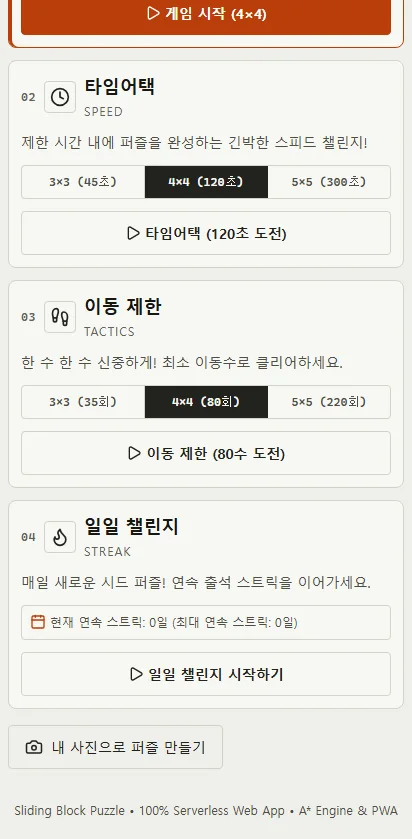 게임 시작 (4×4)
02
타임어택
SPEED
제한 시간 내에 퍼즐을 완성하는 긴박한 스피드 챌린지!
3×3 (45초) 4×4 (120초) 5×5 (300초)
타임어택 (120초 도전)
03
이동 제한
TACTICS
한 수 한 수 신중하게! 최소 이동수로 클리어하세요.
3×3 (35회) 4×4 (80회) 5×5 (220회)
이동 제한 (80수 도전)
04
일일 챌린지
STREAK
매일 새로운 시드 퍼즐! 연속 출석 스트릭을 이어가세요.
현재 연속 스트릭: 0일 (최대 연속 스트릭: 0일)
일일 챌린지 시작하기
내 사진으로 퍼즐 만들기
Sliding Block Puzzle • 100% Serverless Web App • A* Engine & PWA